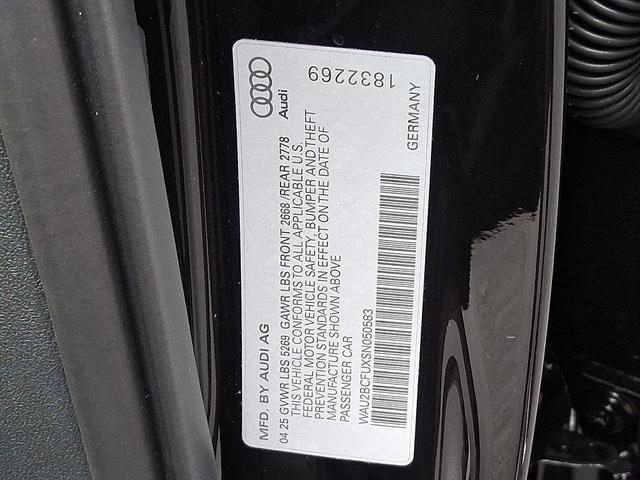 MFD. BY AUDI AG
04 25 GVWR LBS 5269 GAWR LBS FRONT 2668 /REAR 2778
THIS VEHICLE CONFORMS TO ALL APPLICABLE U.S.
FEDERAL MOTOR VEHICLE SAFETY, BUMPER AND THEFT
PREVENTION STANDARDS IN EFFECT ON THE DATE OF
MANUFACTURE SHOWN ABOVE
PASSENGER CAR
WAU2BCFUXSN050583
Audi
1832269
GERMANY